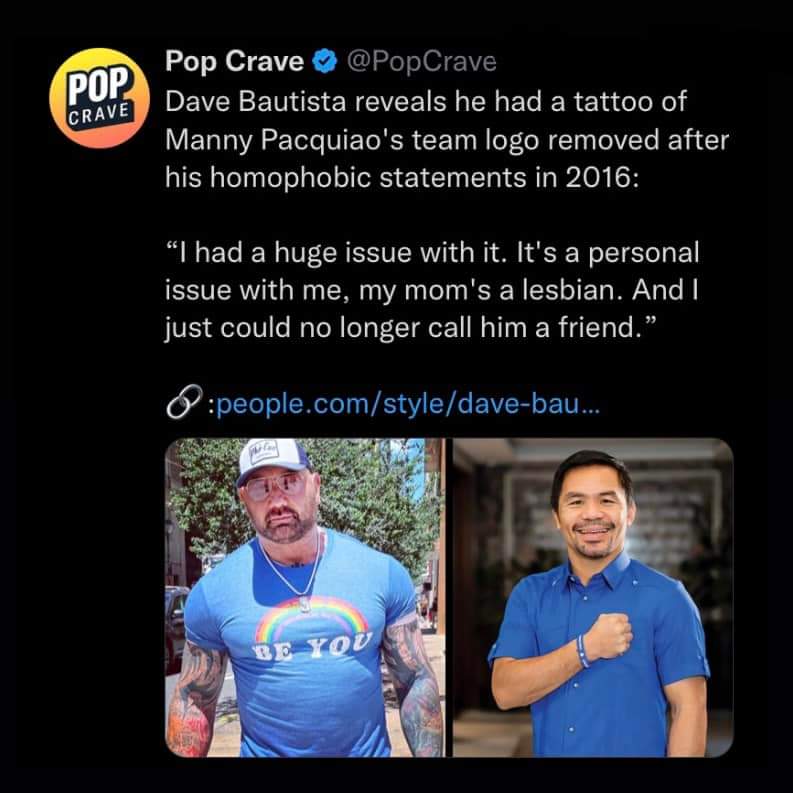 POP
CRAVE
Pop Crave @PopCrave
Dave Bautista reveals he had a tattoo of
Manny Pacquiao's team logo removed after
his homophobic statements in 2016:
“I had a huge issue with it. It's a personal
issue with me, my mom's a lesbian. And I
just could no longer call him a friend.”
:people.com/style/dave-bau...
BE YOU